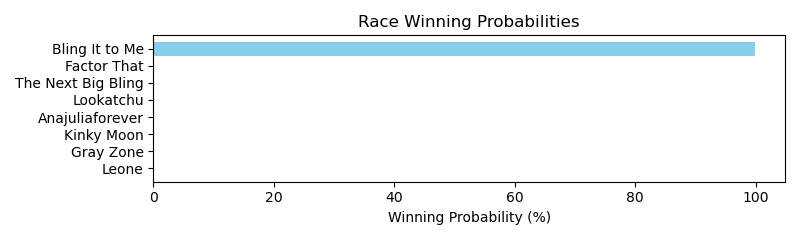 Race Winning Probabilities
Bling It to Me
Factor That
The Next Big Bling
Lookatchu
Anajuliaforever
Kinky Moon
Gray Zone
Leone
0 20 40 60 80 100
Winning Probability (%)